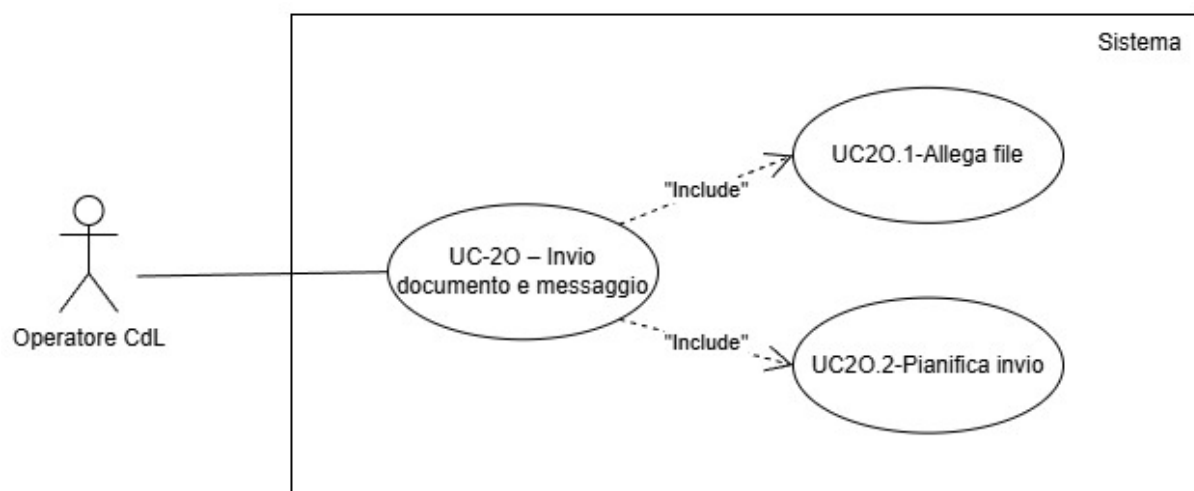 Sistema
UC2O.1-Allega file
"Include"
UC-2O – Invio
documento e messaggio
Operatore CdL
"Include"
UC2O.2-Pianifica invio